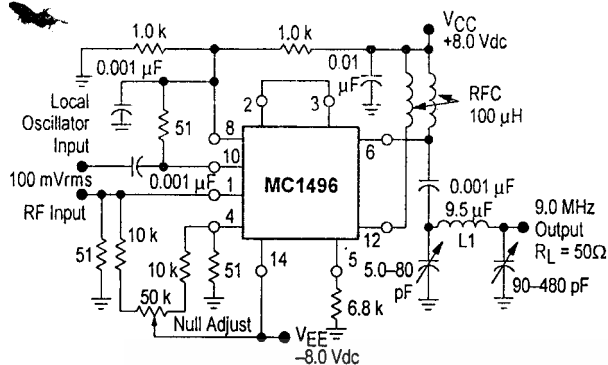 1.0 k
1.0 k
VCC
+8.0 Vdc
0.001 µF
0.01
µF
RFC
100 µH
Local
Oscillator
Input
51
2
3
8
6
10
100 mVrms
0.001 µF
MC1496
1
RF Input
4
12
0.001 µF
9.5 µF
L1
9.0 MHz
Output
RL = 50Ω
51
10 k
10 k
51
14
5
5.0–80
pF
90–480 pF
50 k
6.8 k
Null Adjust
VEE
–8.0 Vdc